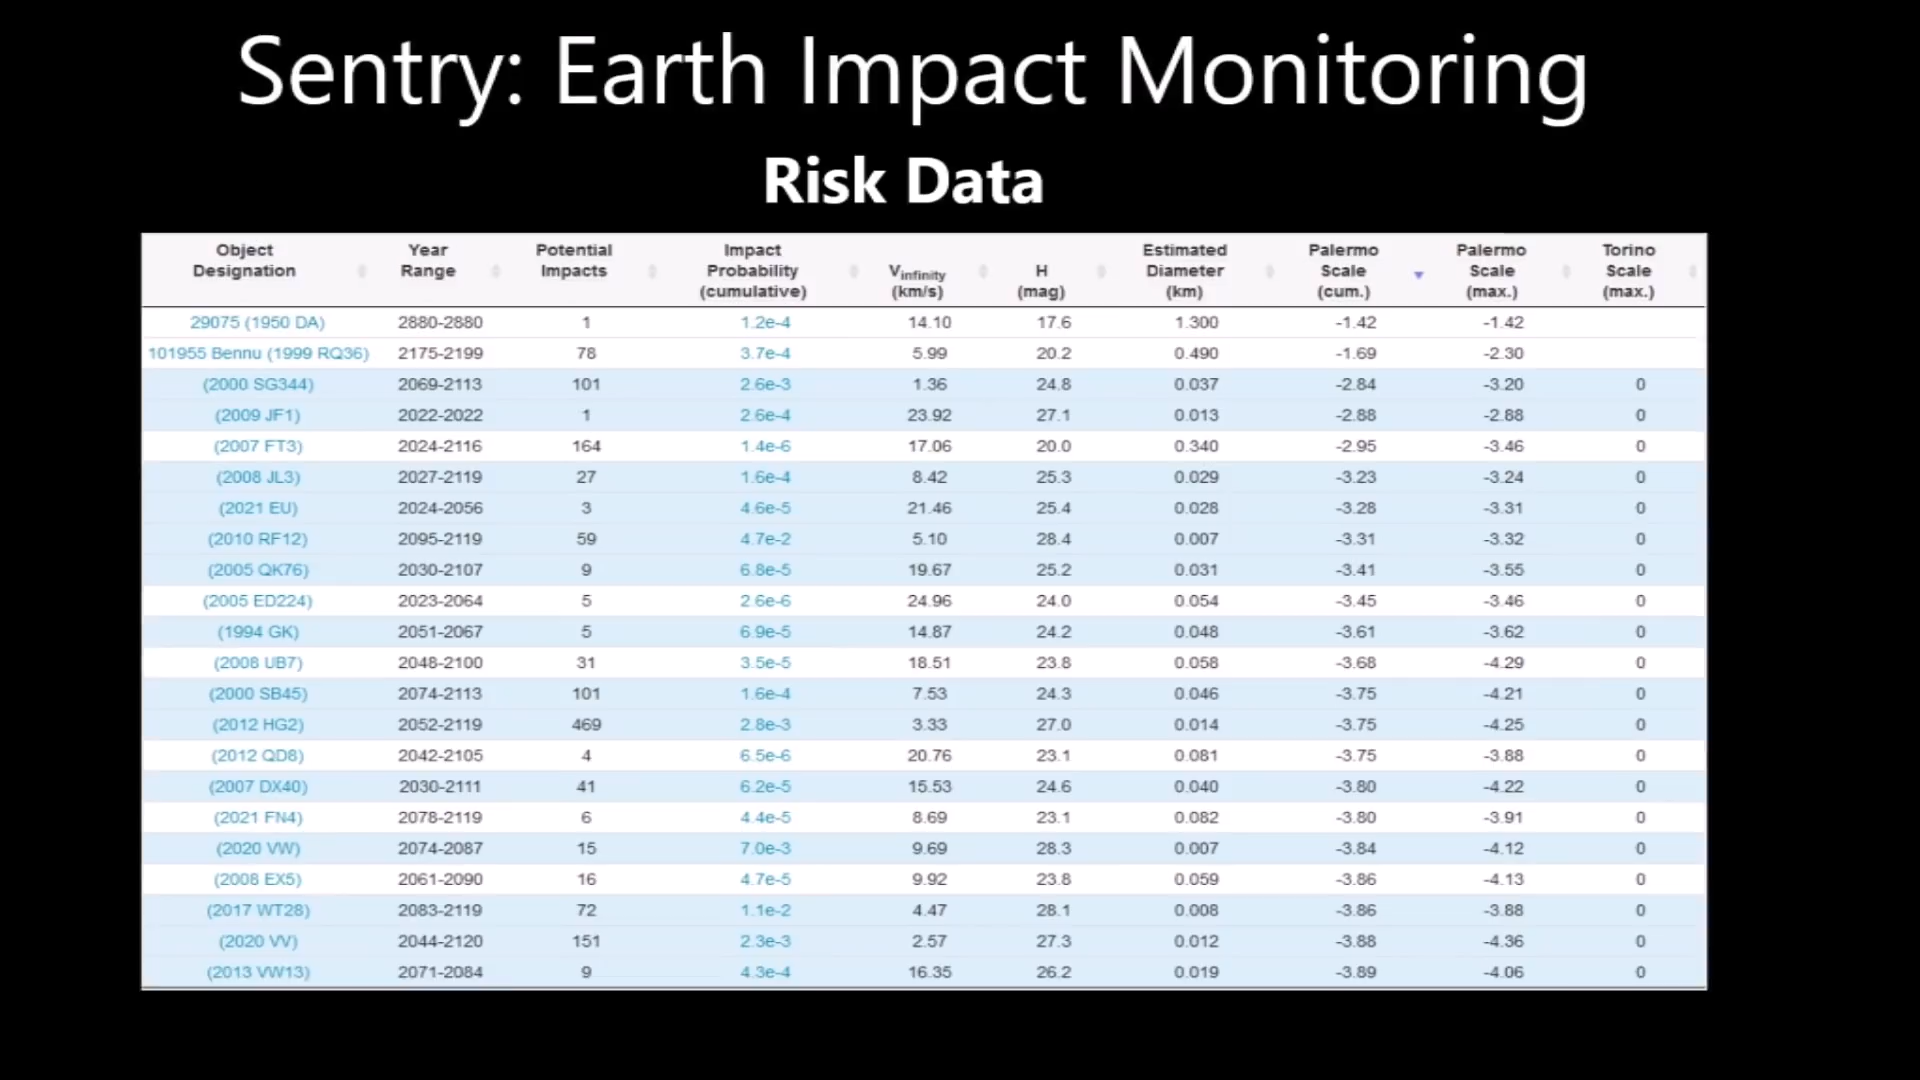 Sentry: Earth Impact Monitoring
Risk Data
Object Designation Year Range Potential Impacts Impact Probability (cumulative) Vinfinity (km/s) H (mag) Estimated Diameter (km) Palermo Scale (cum.) Palermo Scale (max.) Torino Scale (max.)
29075 (1950 DA) 2880-2880 1 1.2e-4 14.10 17.6 1.300 -1.42 -1.42
101955 Bennu (1999 RQ36) 2175-2199 78 3.7e-4 5.99 20.2 0.490 -1.69 -2.30
(2000 SG344) 2069-2113 101 2.6e-3 1.36 24.8 0.037 -2.84 -3.20 0
(2009 JF1) 2022-2022 1 2.6e-4 23.92 27.1 0.013 -2.88 -2.88 0
(2007 FT3) 2024-2116 164 1.4e-6 17.06 20.0 0.340 -2.95 -3.46 0
(2008 JL3) 2027-2119 27 1.6e-4 8.42 25.3 0.029 -3.23 -3.24 0
(2021 EU) 2024-2056 3 4.6e-5 21.46 25.4 0.028 -3.28 -3.31 0
(2010 RF12) 2095-2119 59 4.7e-2 5.10 28.4 0.007 -3.31 -3.32 0
(2005 QK76) 2030-2107 9 6.8e-5 19.67 25.2 0.031 -3.41 -3.55 0
(2005 ED224) 2023-2064 5 2.6e-6 24.96 24.0 0.054 -3.45 -3.46 0
(1994 GK) 2051-2067 5 6.9e-5 14.87 24.2 0.048 -3.61 -3.62 0
(2008 UB7) 2048-2100 31 3.5e-5 18.51 23.8 0.058 -3.68 -4.29 0
(2000 SB45) 2074-2113 101 1.6e-4 7.53 24.3 0.046 -3.75 -4.21 0
(2012 HG2) 2052-2119 469 2.8e-3 3.33 27.0 0.014 -3.75 -4.25 0
(2012 QD8) 2042-2105 4 6.5e-6 20.76 23.1 0.081 -3.75 -3.88 0
(2007 DX40) 2030-2111 41 6.2e-5 15.53 24.6 0.040 -3.80 -4.22 0
(2021 FN4) 2078-2119 6 4.4e-5 8.69 23.1 0.082 -3.80 -3.91 0
(2020 VW) 2074-2087 15 7.0e-3 9.69 28.3 0.007 -3.84 -4.12 0
(2008 EX5) 2061-2090 16 4.7e-5 9.92 23.8 0.059 -3.86 -4.13 0
(2017 WT28) 2083-2119 72 1.1e-2 4.47 28.1 0.008 -3.86 -3.88 0
(2020 VV) 2044-2120 151 2.3e-3 2.57 27.3 0.012 -3.88 -4.36 0
(2013 VW13) 2071-2084 9 4.3e-4 16.35 26.2 0.019 -3.89 -4.06 0